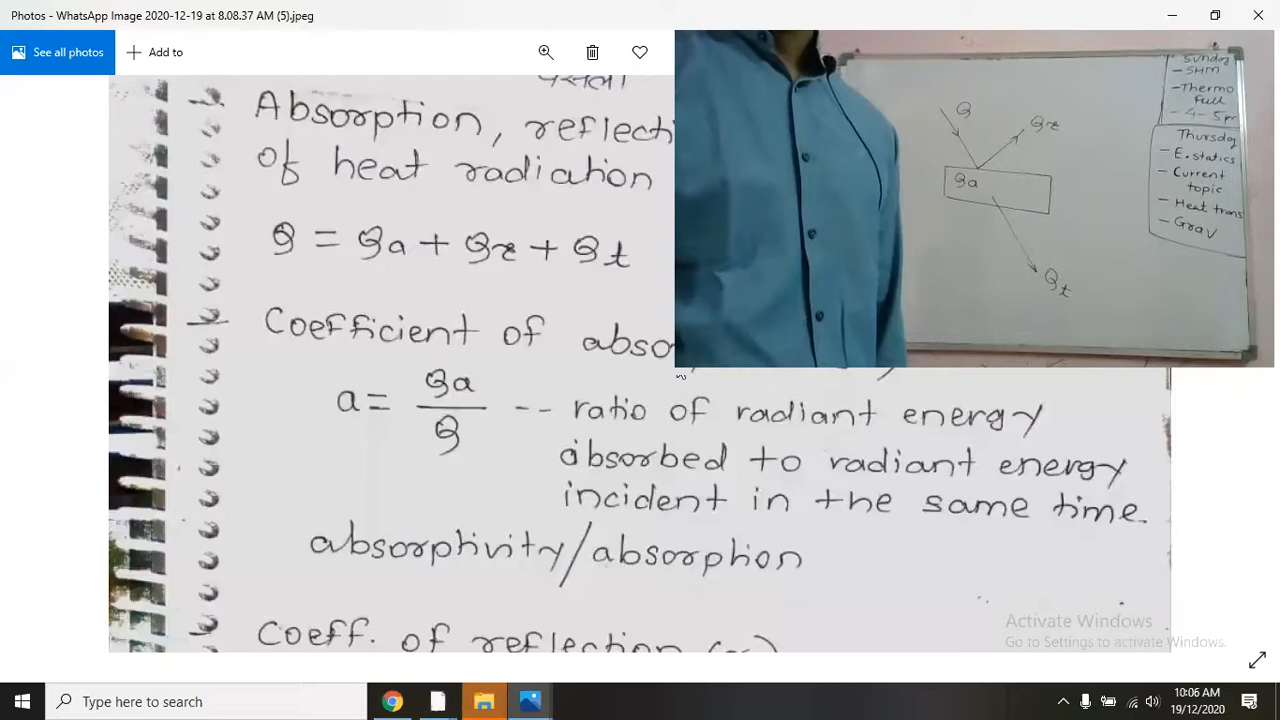 Photos - WhatsApp Image 2020-12-19 at 8.08.37 AM (5).jpeg
See all photos
Add to
Absorption, reflecti
of heat radiation
Q = Qa + Qr + Qt
Coefficient of abso
a = Qa / Q -- ratio of radiant energy
absorbed to radiant energy
incident in the same time.
absorptivity/absorption
Coeff. of reflection (r)
Q
Qr
Qa
Qt
- Sunday
- SHM
- Thermo
Full
- 4-5p
Thursday
- E.statics
- Current
topic
- Heat trans
- Grav
Activate Windows
Go to Settings to activate Windows.
Type here to search
10:06 AM
19/12/2020